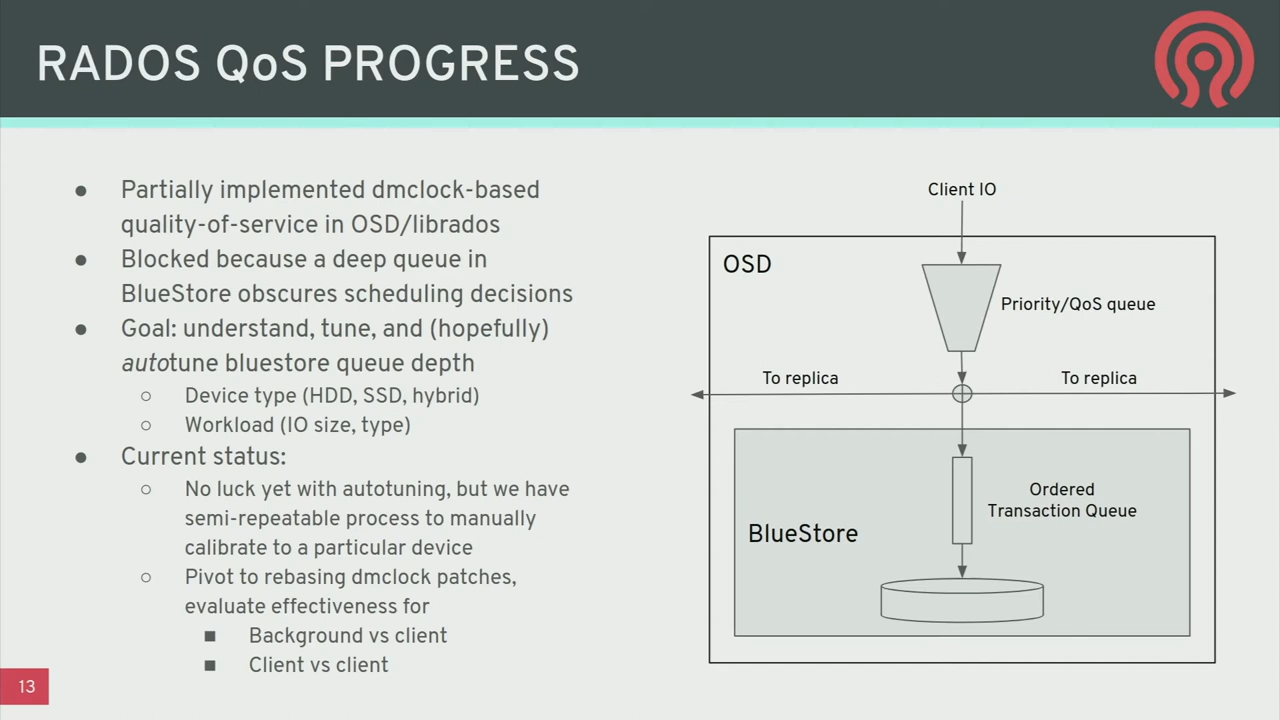 RADOS QoS PROGRESS
● Partially implemented dmclock-based
quality-of-service in OSD/librados
● Blocked because a deep queue in
BlueStore obscures scheduling decisions
● Goal: understand, tune, and (hopefully)
autotune bluestore queue depth
○ Device type (HDD, SSD, hybrid)
○ Workload (IO size, type)
● Current status:
○ No luck yet with autotuning, but we have
semi-repeatable process to manually
calibrate to a particular device
○ Pivot to rebasing dmclock patches,
evaluate effectiveness for
■ Background vs client
■ Client vs client
Client IO
OSD
Priority/QoS queue
To replica
To replica
Ordered
Transaction Queue
BlueStore
13